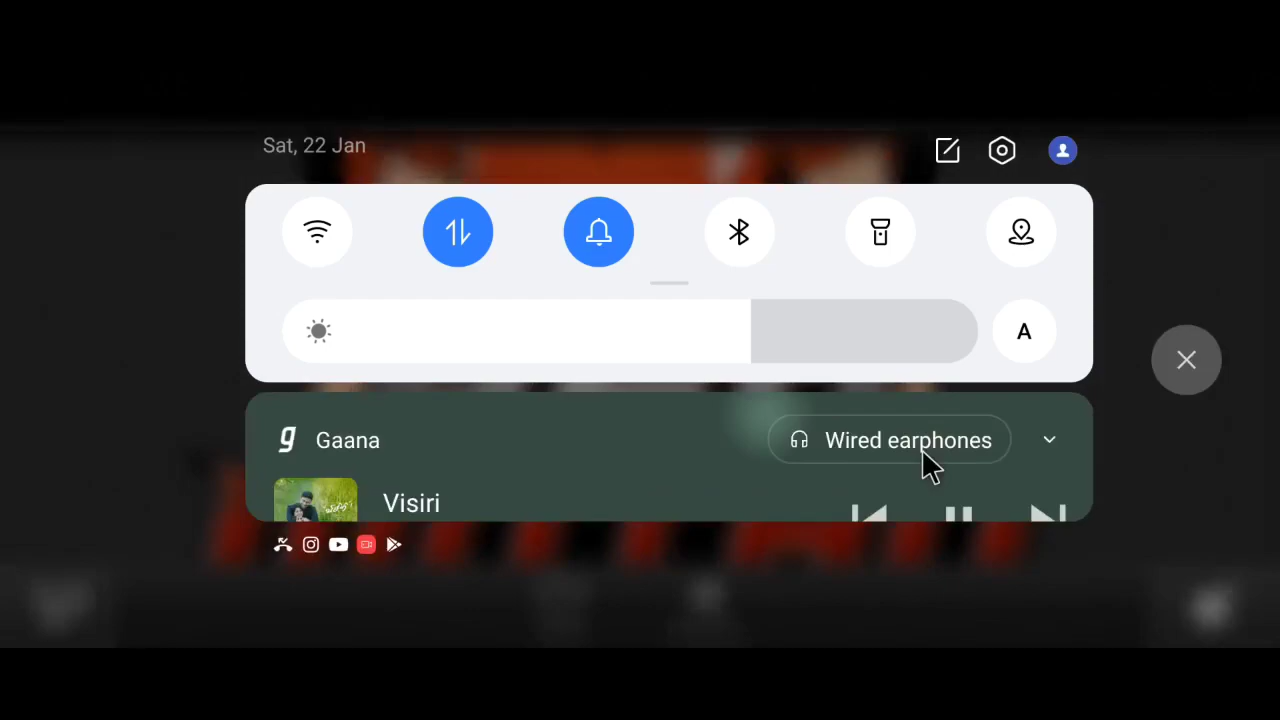 Sat, 22 Jan
A
g Gaana
Wired earphones
Visiri